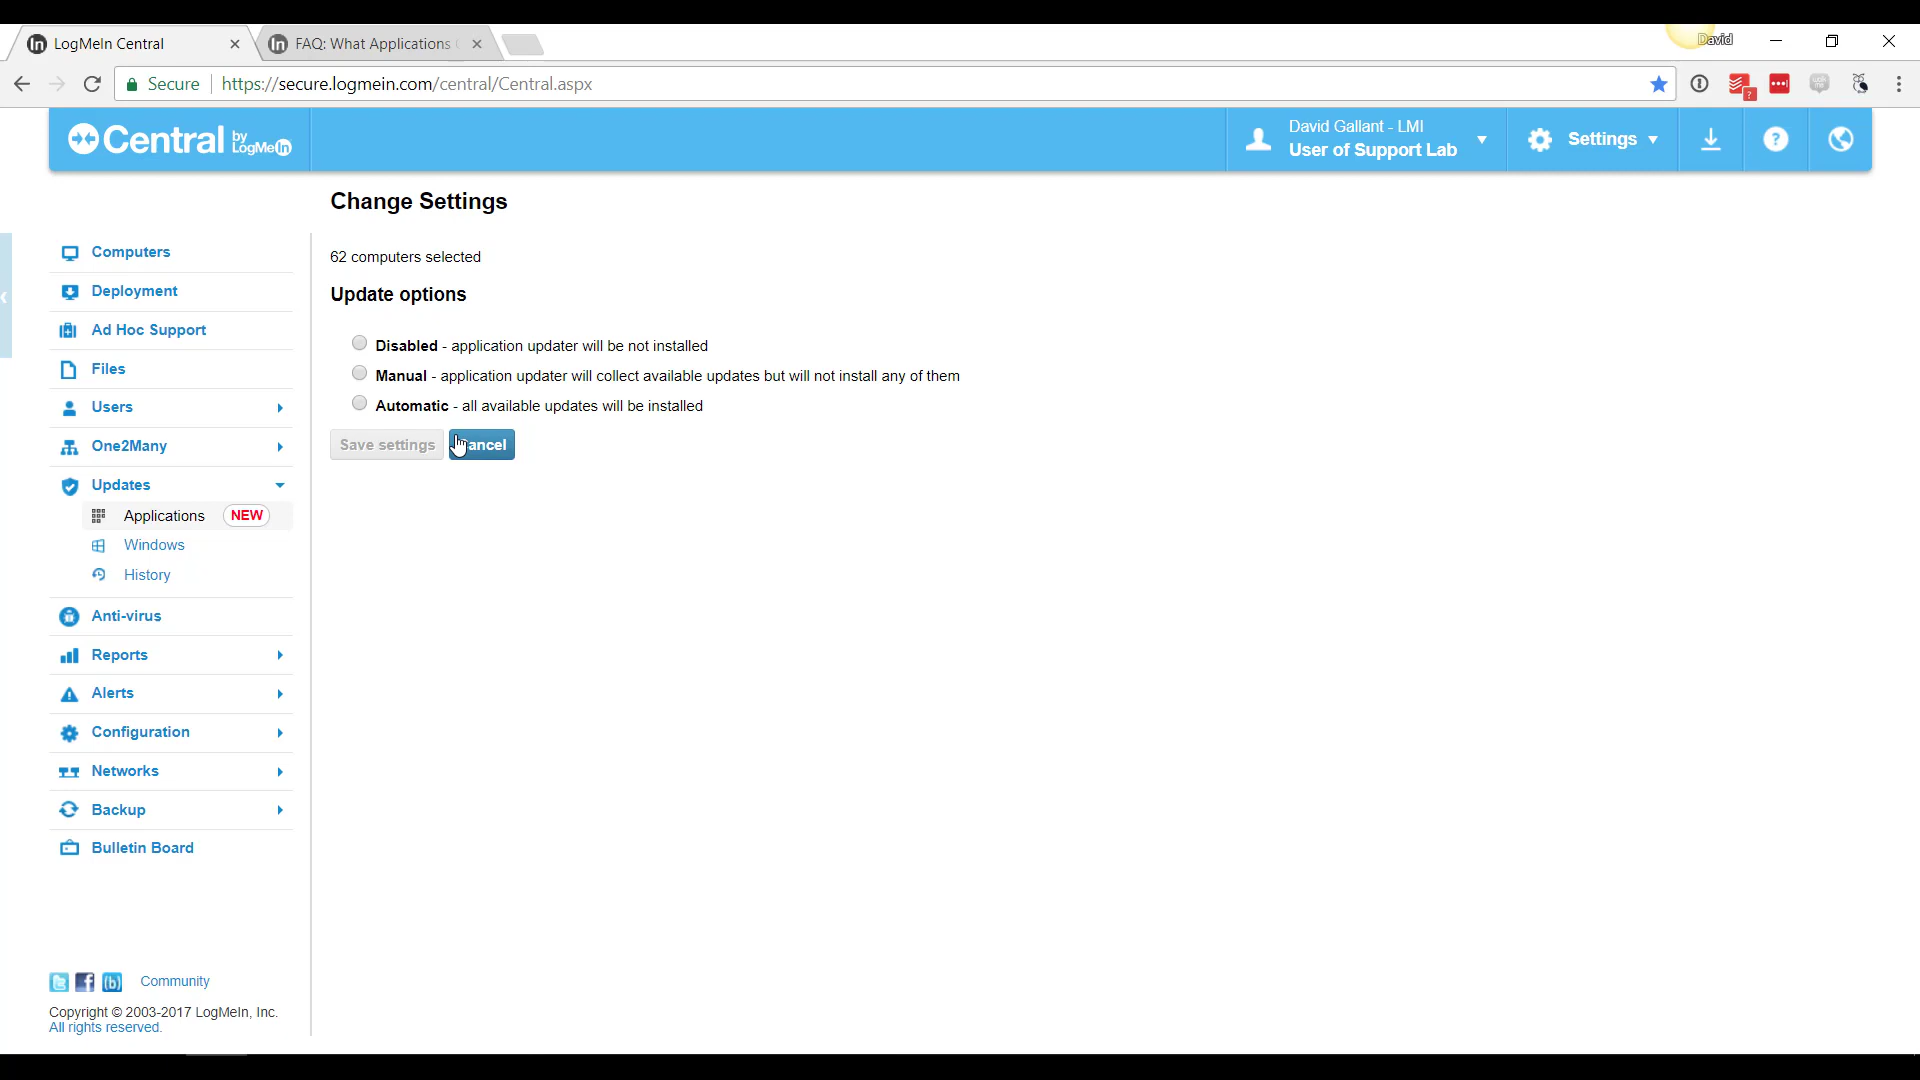 LogMeIn Central
FAQ: What Applications
David
Secure
https://secure.logmein.com/central/Central.aspx
Central by LogMeIn
David Gallant - LMI
User of Support Lab
Settings
Change Settings
62 computers selected
Update options
Disabled - application updater will be not installed
Manual - application updater will collect available updates but will not install any of them
Automatic - all available updates will be installed
Save settings
Cancel
Computers
Deployment
Ad Hoc Support
Files
Users
One2Many
Updates
Applications NEW
Windows
History
Anti-virus
Reports
Alerts
Configuration
Networks
Backup
Bulletin Board
Community
Copyright © 2003-2017 LogMeIn, Inc.
All rights reserved.